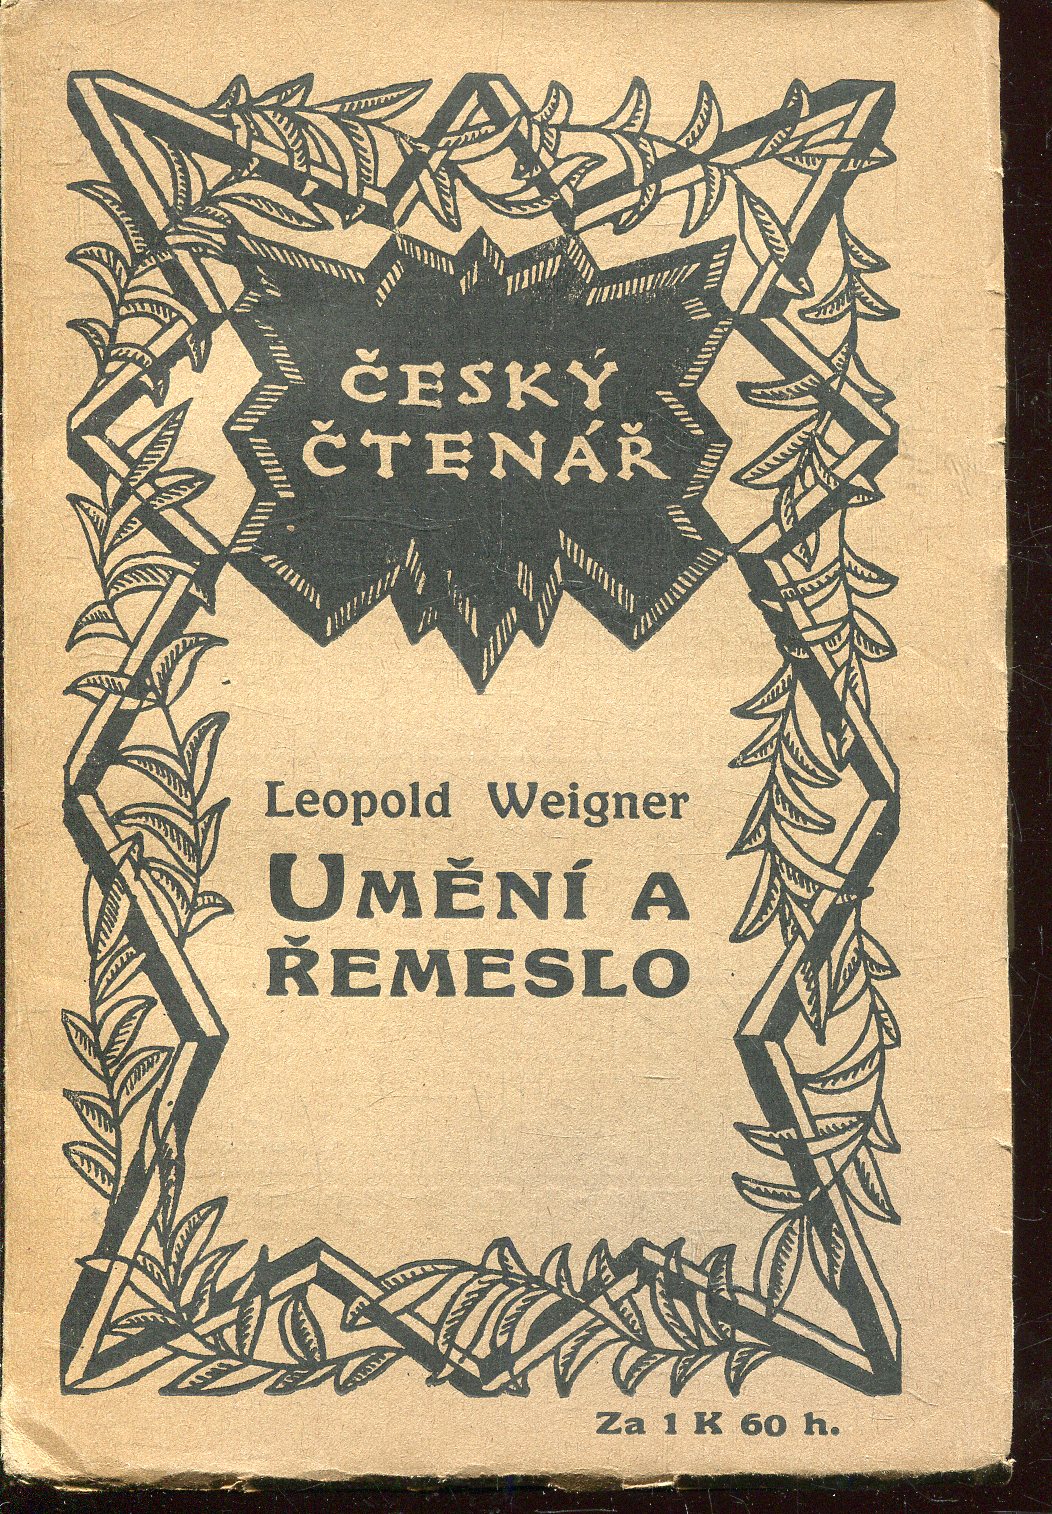 ČESKÝ
ČTENÁŘ
Leopold Weigner
UMĚNÍ A
ŘEMESLO
Za 1 K 60 h.